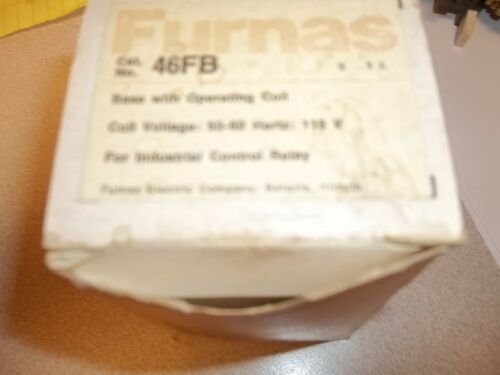 Furnas
Cat.
No. 46FB
Base with Operating Coil
Coil Voltage: 50-60 Hertz: 110 V
For Industrial Control Relay
Furnas Electric Company, Batavia, Illinois